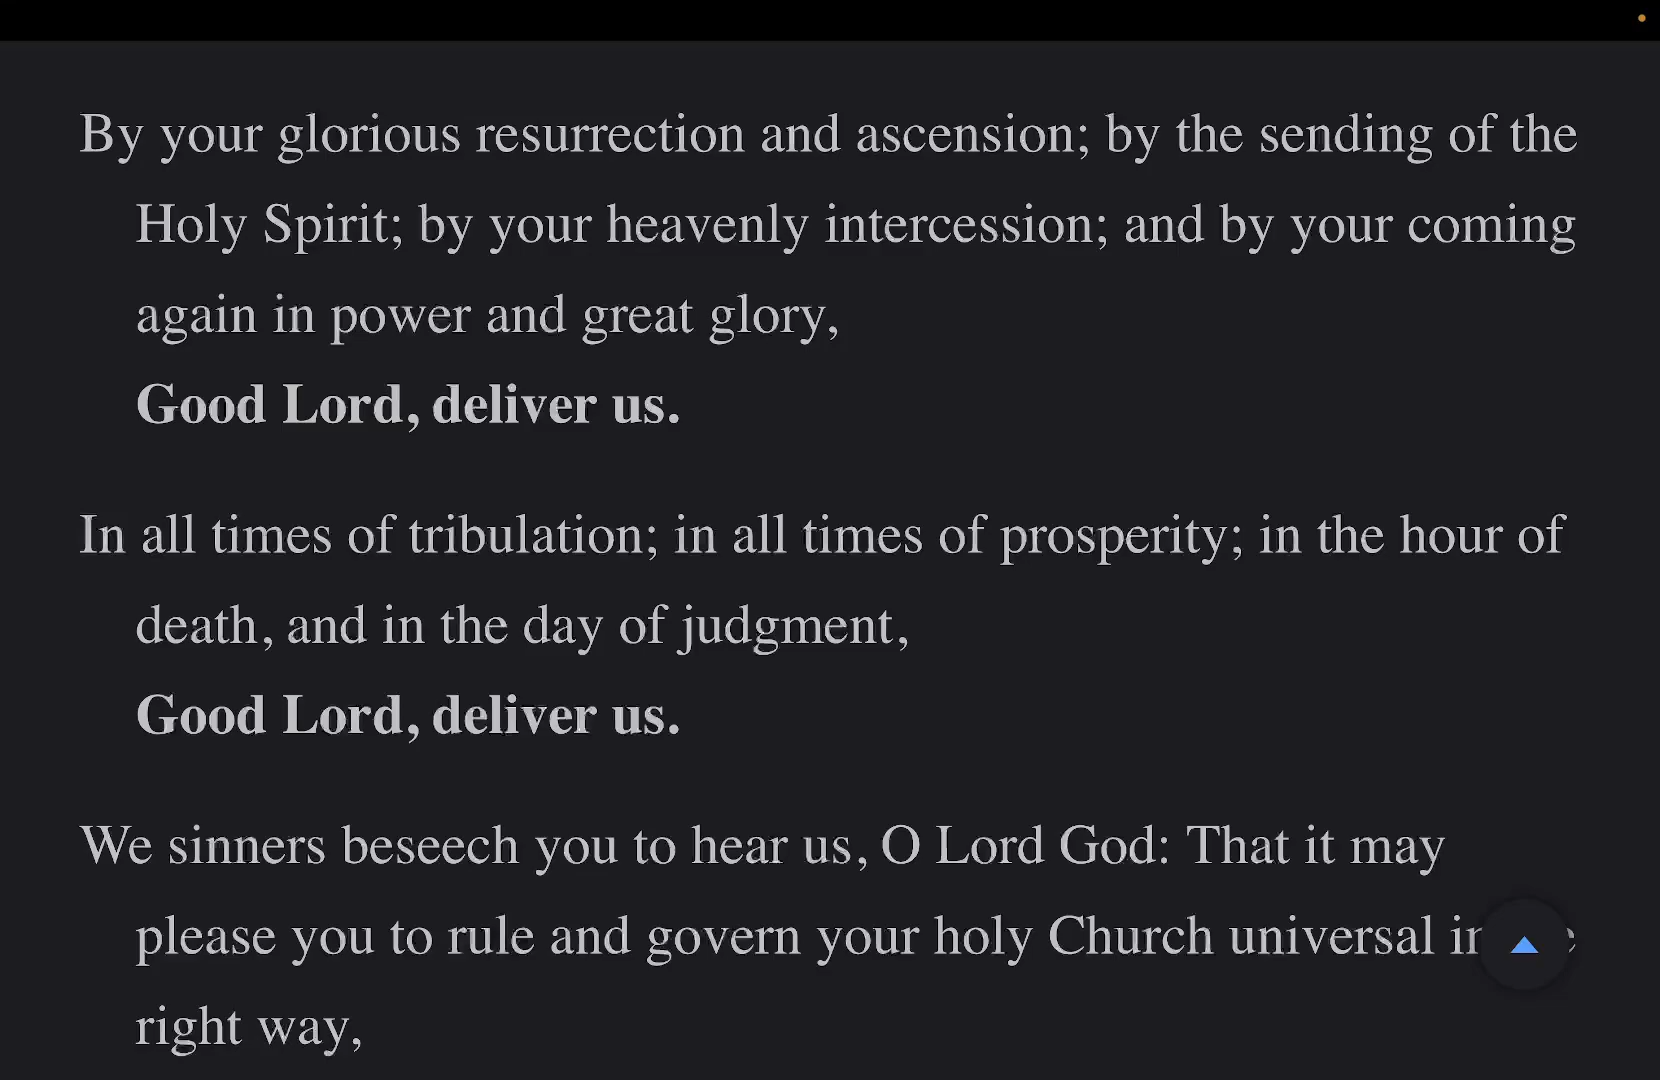 By your glorious resurrection and ascension; by the sending of the
Holy Spirit; by your heavenly intercession; and by your coming
again in power and great glory,
Good Lord, deliver us.
In all times of tribulation; in all times of prosperity; in the hour of
death, and in the day of judgment,
Good Lord, deliver us.
We sinners beseech you to hear us, O Lord God: That it may
please you to rule and govern your holy Church universal
right way,